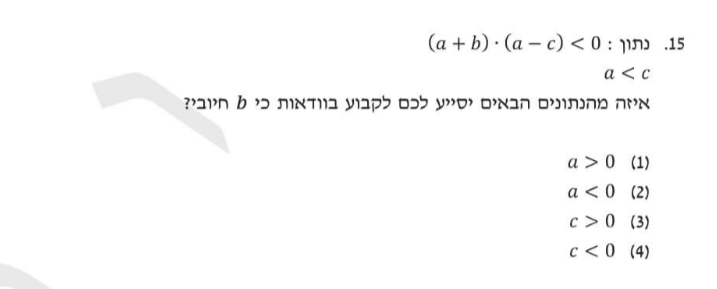 15. נתון : (a + b) · (a − c) < 0
a < c
איזה מהנתונים הבאים יסייע לכם לקבוע בוודאות כי b חיובי?
(1) a > 0
(2) a < 0
(3) c > 0
(4) c < 0